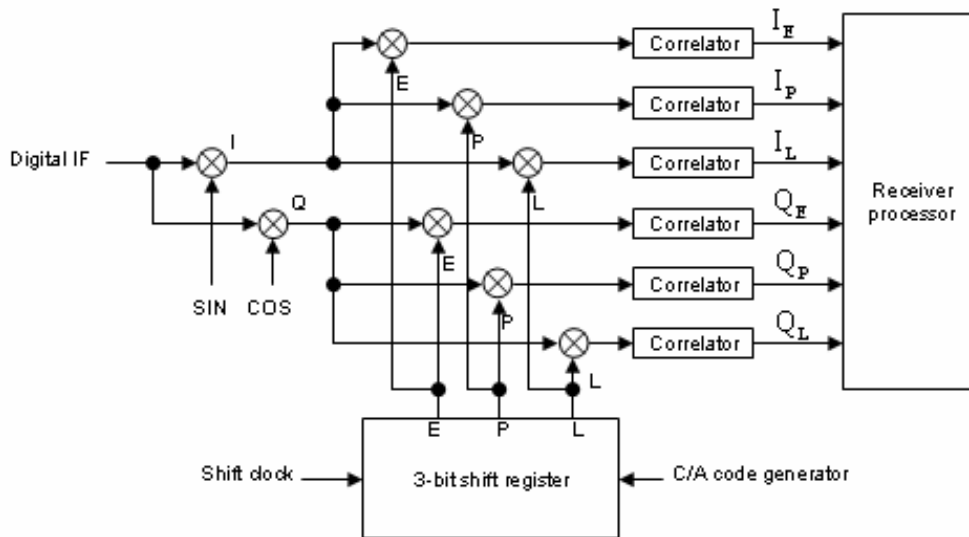 I_E
Correlator
E
I_P
Correlator
P
Digital IF
I
I_L
Correlator
L
Receiver
processor
Q
Q_E
Correlator
E
SIN
COS
Q_P
Correlator
P
Q_L
Correlator
L
E P L
Shift clock
3-bit shift register
C/A code generator